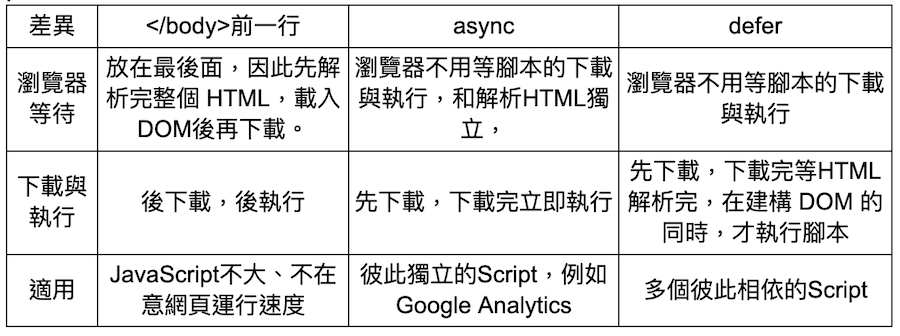 差異
</body>前一行
async
defer
瀏覽器
等待
放在最後面，因此先解
析完整個 HTML，載入
DOM後再下載。
瀏覽器不用等腳本的下載
與執行，和解析HTML獨
立，
瀏覽器不用等腳本的下載
與執行
下載與
執行
後下載，後執行
先下載，下載完立即執行
先下載，下載完等HTML
解析完，在建構 DOM 的
同時，才執行腳本
適用
JavaScript不大、不在
意網頁運行速度
彼此獨立的Script，例如
Google Analytics
多個彼此相依的Script